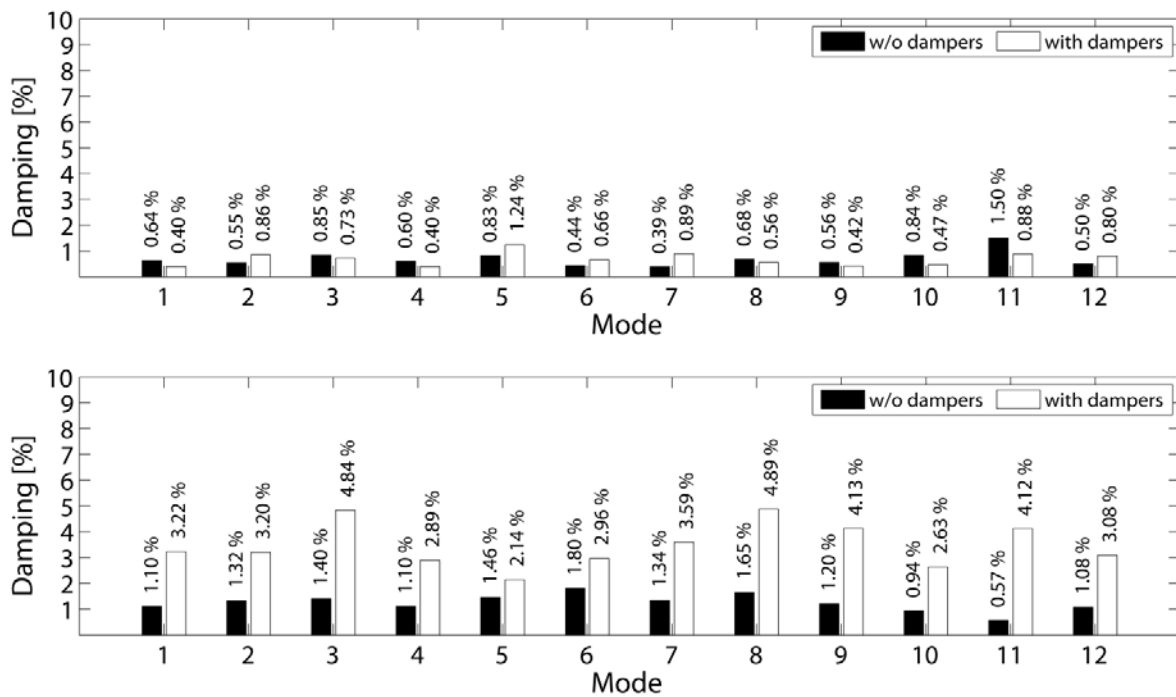 10
9
8
7
6
5
4
3
2
1
Damping [%]
w/o dampers with dampers
0.64 % 0.40 % 0.55 % 0.86 % 0.85 % 0.73 % 0.60 % 0.40 % 0.83 % 1.24 % 0.44 % 0.66 % 0.39 % 0.89 % 0.68 % 0.56 % 0.56 % 0.42 % 0.84 % 0.47 % 1.50 % 0.88 % 0.50 % 0.80 %
1 2 3 4 5 6 7 8 9 10 11 12
Mode
10
9
8
7
6
5
4
3
2
1
Damping [%]
w/o dampers with dampers
1.10 % 3.22 % 1.32 % 3.20 % 1.40 % 4.84 % 1.10 % 2.89 % 1.46 % 2.14 % 1.80 % 2.96 % 1.34 % 3.59 % 1.65 % 4.89 % 1.20 % 4.13 % 0.94 % 2.63 % 0.57 % 4.12 % 1.08 % 3.08 %
1 2 3 4 5 6 7 8 9 10 11 12
Mode